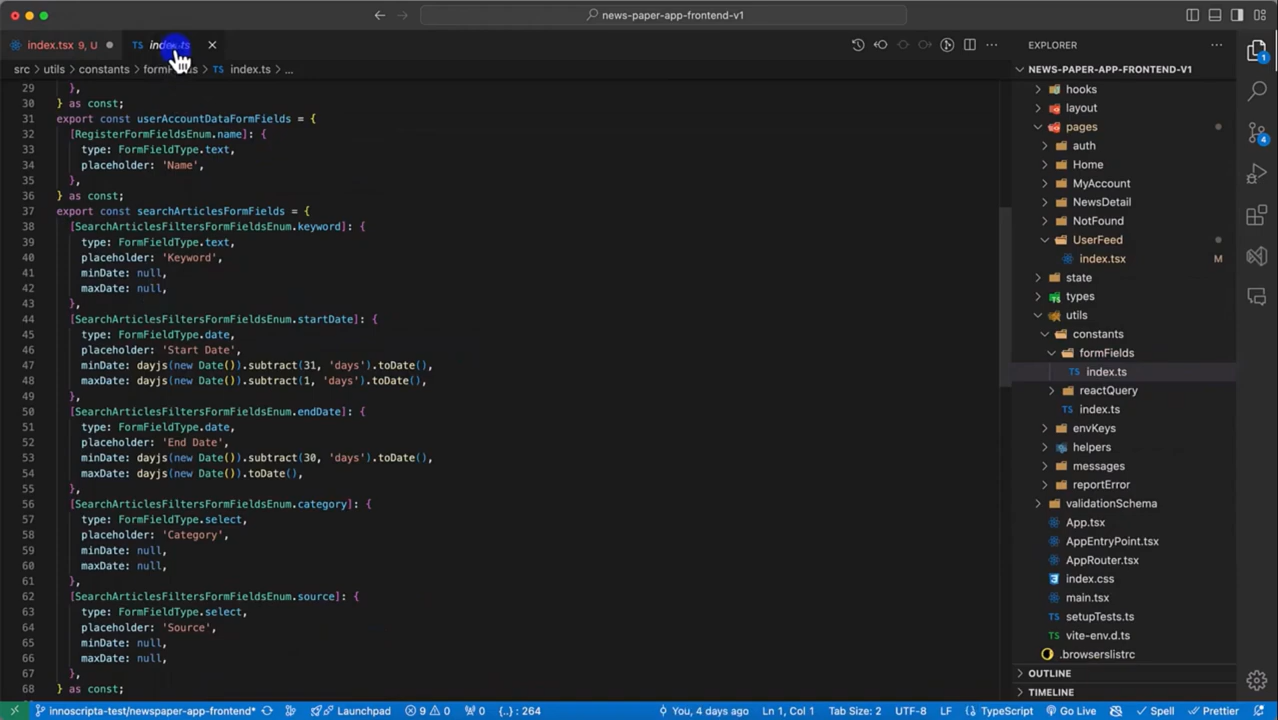 news-paper-app-frontend-v1
index.tsx 9, U
index.ts
EXPLORER
src > utils > constants > > TS index.ts > ...
NEWS-PAPER-APP-FRONTEND-V1
29 },
30 } as const;
31 export const userAccountDataFormFields = {
32 [RegisterFormFieldsEnum.name]: {
33 type: FormFieldType.text,
34 placeholder: 'Name',
35 },
36 } as const;
37 export const searchArticlesFormFields = {
38 [SearchArticlesFiltersFormFieldsEnum.keyword]: {
39 type: FormFieldType.text,
40 placeholder: 'Keyword',
41 minDate: null,
42 maxDate: null,
43 },
44 [SearchArticlesFiltersFormFieldsEnum.startDate]: {
45 type: FormFieldType.date,
46 placeholder: 'Start Date',
47 minDate: dayjs(new Date()).subtract(31, 'days').toDate(),
48 maxDate: dayjs(new Date()).subtract(1, 'days').toDate(),
49 },
50 [SearchArticlesFiltersFormFieldsEnum.endDate]: {
51 type: FormFieldType.date,
52 placeholder: 'End Date',
53 minDate: dayjs(new Date()).subtract(30, 'days').toDate(),
54 maxDate: dayjs(new Date()).toDate(),
55 },
56 [SearchArticlesFiltersFormFieldsEnum.category]: {
57 type: FormFieldType.select,
58 placeholder: 'Category',
59 minDate: null,
60 maxDate: null,
61 },
62 [SearchArticlesFiltersFormFieldsEnum.source]: {
63 type: FormFieldType.select,
64 placeholder: 'Source',
65 minDate: null,
66 maxDate: null,
67 },
68 } as const;
hooks
layout
pages
auth
Home
MyAccount
NewsDetail
NotFound
UserFeed
index.tsx M
state
types
utils
constants
formFields
TS index.ts
reactQuery
TS index.ts
envKeys
helpers
messages
reportError
validationSchema
App.tsx
AppEntryPoint.tsx
AppRouter.tsx
index.css
main.tsx
TS setupTests.ts
TS vite-env.d.ts
.browserslistrc
OUTLINE
TIMELINE
1
4
innoscripta-test/newspaper-app-frontend* Launchpad 9 0 0 {..} : 264 You, 4 days ago Ln 1, Col 1 Tab Size: 2 UTF-8 LF TypeScript Go Live Spell Prettier